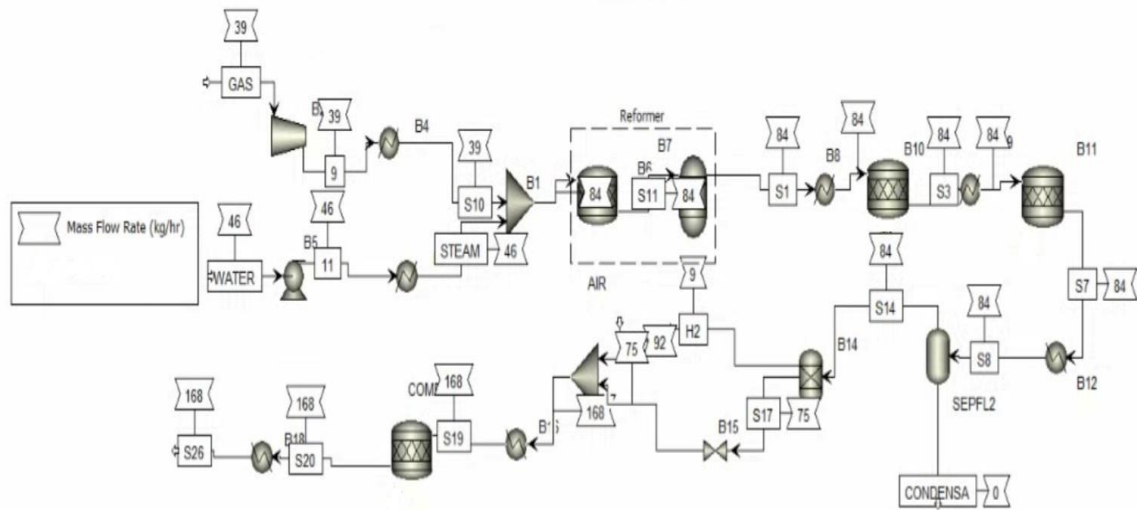 39
GAS
39
B4
9
39
S10
B1
46
Mass Flow Rate (kg/hr)
46
WATER
B5
11
STEAM
46
Reformer
84
B6
S11
B7
84
AIR
84
S1
B8
84
B10
84
S3
84
9
B11
84
S14
S7
84
84
S8
B12
SEPFL2
CONDENSA
0
9
H2
B14
75
92
S17
75
B15
168
168
S19
168
S20
B18
168
S26